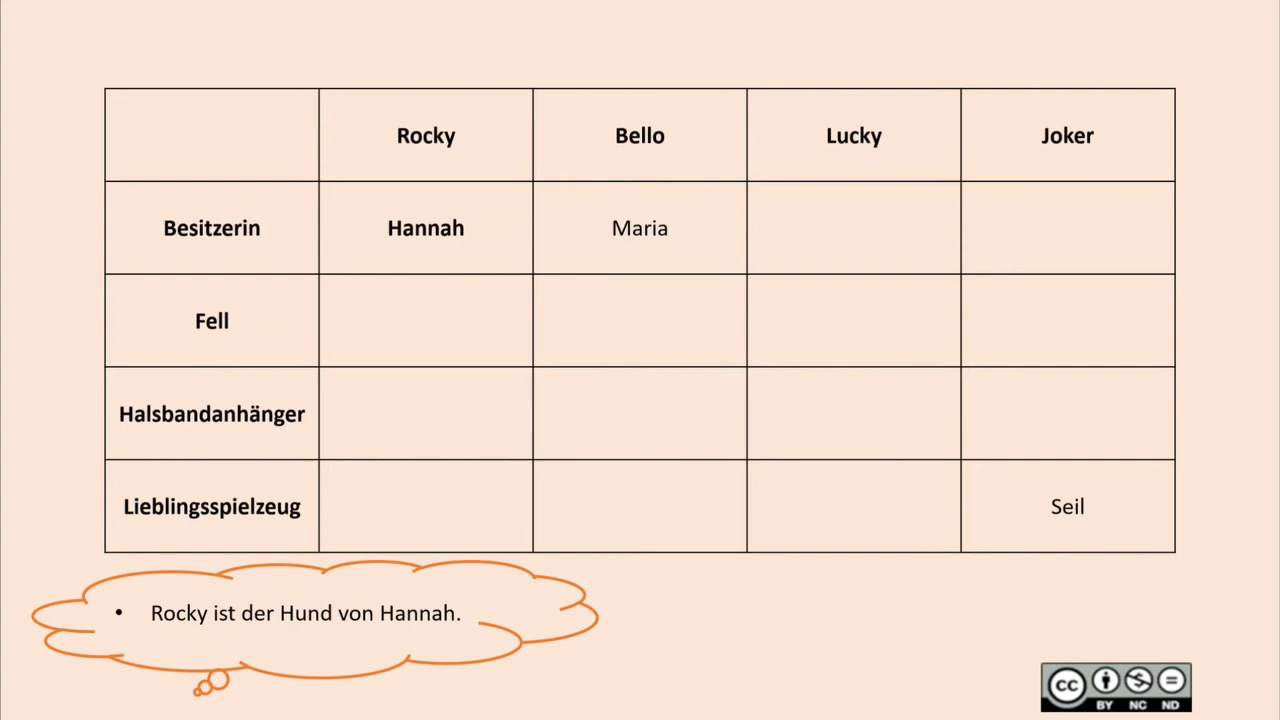 Rocky Bello Lucky Joker
Besitzerin Hannah Maria
Fell
Halsbandanhänger
Lieblingsspielzeug Seil
• Rocky ist der Hund von Hannah.
CC BY NC ND